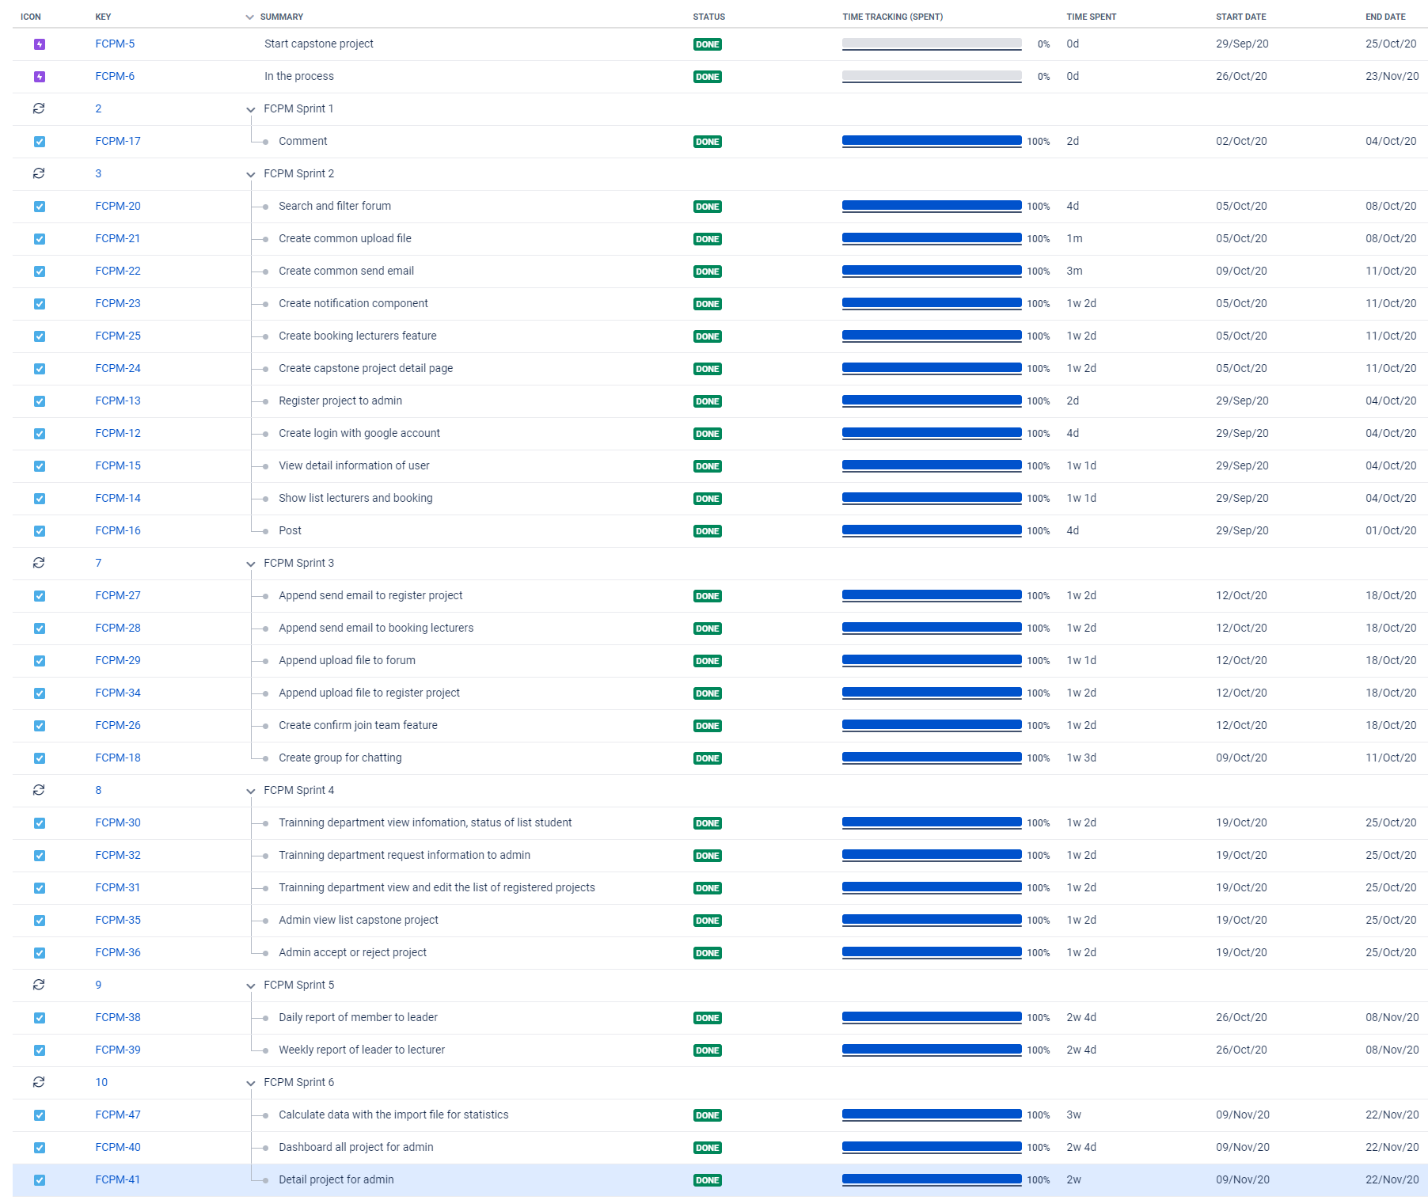 ICON KEY SUMMARY STATUS TIME TRACKING (SPENT) TIME SPENT START DATE END DATE
FCPM-5 Start capstone project DONE 0% 0d 29/Sep/20 25/Oct/20
FCPM-6 In the process DONE 0% 0d 26/Oct/20 23/Nov/20
2 FCPM Sprint 1
FCPM-17 Comment DONE 100% 2d 02/Oct/20 04/Oct/20
3 FCPM Sprint 2
FCPM-20 Search and filter forum DONE 100% 4d 05/Oct/20 08/Oct/20
FCPM-21 Create common upload file DONE 100% 1m 05/Oct/20 08/Oct/20
FCPM-22 Create common send email DONE 100% 3m 09/Oct/20 11/Oct/20
FCPM-23 Create notification component DONE 100% 1w 2d 05/Oct/20 11/Oct/20
FCPM-25 Create booking lecturers feature DONE 100% 1w 2d 05/Oct/20 11/Oct/20
FCPM-24 Create capstone project detail page DONE 100% 1w 2d 05/Oct/20 11/Oct/20
FCPM-13 Register project to admin DONE 100% 2d 29/Sep/20 04/Oct/20
FCPM-12 Create login with google account DONE 100% 4d 29/Sep/20 04/Oct/20
FCPM-15 View detail information of user DONE 100% 1w 1d 29/Sep/20 04/Oct/20
FCPM-14 Show list lecturers and booking DONE 100% 1w 1d 29/Sep/20 04/Oct/20
FCPM-16 Post DONE 100% 4d 29/Sep/20 01/Oct/20
7 FCPM Sprint 3
FCPM-27 Append send email to register project DONE 100% 1w 2d 12/Oct/20 18/Oct/20
FCPM-28 Append send email to booking lecturers DONE 100% 1w 2d 12/Oct/20 18/Oct/20
FCPM-29 Append upload file to forum DONE 100% 1w 1d 12/Oct/20 18/Oct/20
FCPM-34 Append upload file to register project DONE 100% 1w 2d 12/Oct/20 18/Oct/20
FCPM-26 Create confirm join team feature DONE 100% 1w 2d 12/Oct/20 18/Oct/20
FCPM-18 Create group for chatting DONE 100% 1w 3d 09/Oct/20 11/Oct/20
8 FCPM Sprint 4
FCPM-30 Trainning department view infomation, status of list student DONE 100% 1w 2d 19/Oct/20 25/Oct/20
FCPM-32 Trainning department request information to admin DONE 100% 1w 2d 19/Oct/20 25/Oct/20
FCPM-31 Trainning department view and edit the list of registered projects DONE 100% 1w 2d 19/Oct/20 25/Oct/20
FCPM-35 Admin view list capstone project DONE 100% 1w 2d 19/Oct/20 25/Oct/20
FCPM-36 Admin accept or reject project DONE 100% 1w 2d 19/Oct/20 25/Oct/20
9 FCPM Sprint 5
FCPM-38 Daily report of member to leader DONE 100% 2w 4d 26/Oct/20 08/Nov/20
FCPM-39 Weekly report of leader to lecturer DONE 100% 2w 4d 26/Oct/20 08/Nov/20
10 FCPM Sprint 6
FCPM-47 Calculate data with the import file for statistics DONE 100% 3w 09/Nov/20 22/Nov/20
FCPM-40 Dashboard all project for admin DONE 100% 2w 4d 09/Nov/20 22/Nov/20
FCPM-41 Detail project for admin DONE 100% 2w 09/Nov/20 22/Nov/20